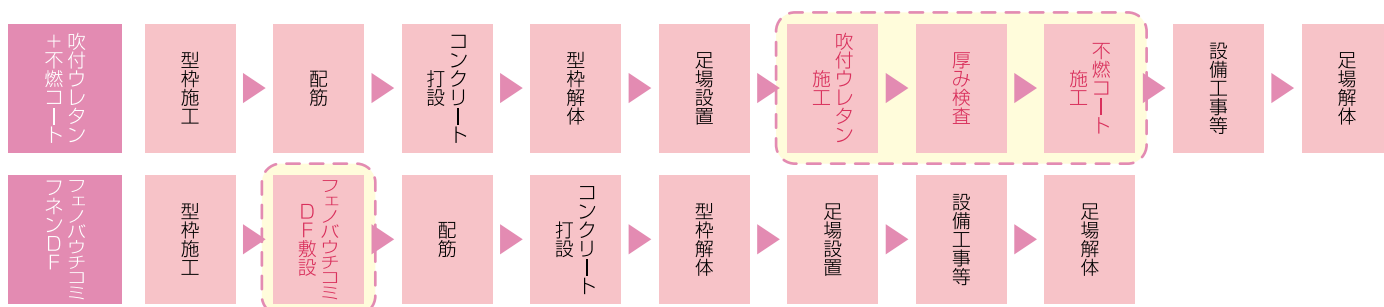 吹付ウレタン
+不燃コート
型枠施工
配筋
コンクリート
打設
型枠解体
足場設置
吹付ウレタン
施工
厚み検査
不燃コート
施工
設備工事等
足場解体
フェノバウチコミ
フネンDF
型枠施工
フェノバウチコミ
DF敷設
配筋
コンクリート
打設
型枠解体
足場設置
設備工事等
足場解体